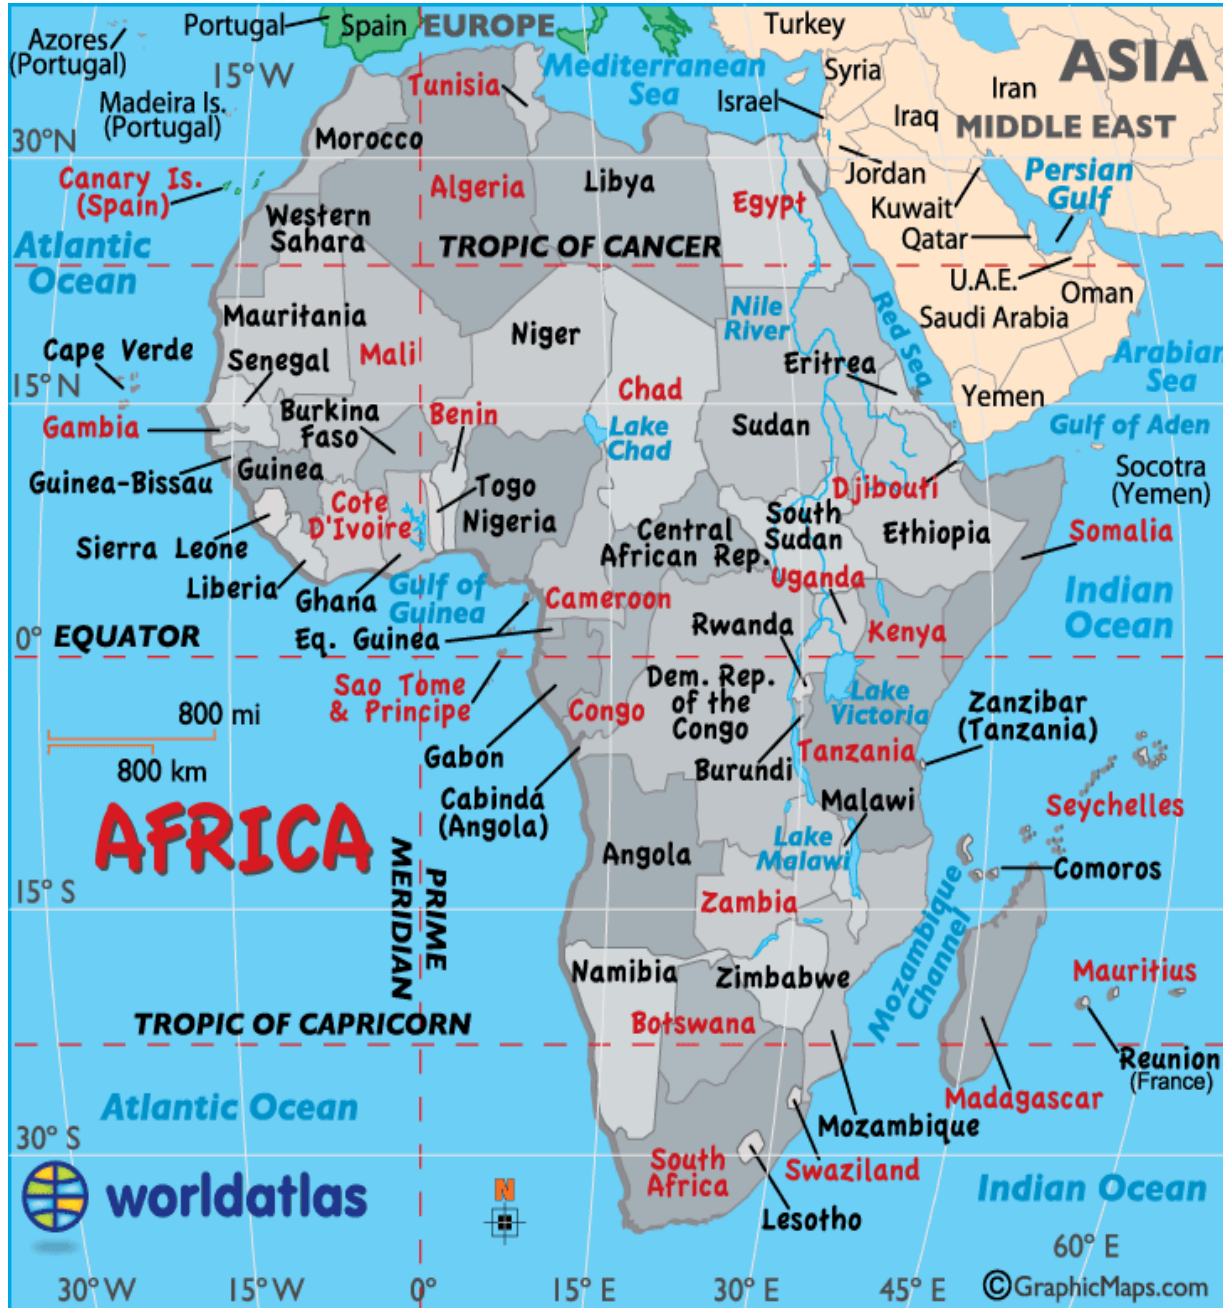 Portugal
Spain
EUROPE
Turkey
ASIA
Azores
(Portugal)
15° W
Tunisia
Mediterranean
Sea
Syria
Israel
Iran
Madeira Is.
(Portugal)
Iraq
MIDDLE EAST
30°N
Morocco
Canary Is.
(Spain)
Algeria
Libya
Egypt
Jordan
Persian
Gulf
Kuwait
Western
Sahara
Qatar
Atlantic
Ocean
TROPIC OF CANCER
U.A.E.
Oman
Mauritania
Nile
River
Red Sea
Saudi Arabia
Niger
Cape Verde
Senegal
Mali
Eritrea
Arabian
Sea
15°N
Chad
Yemen
Gambia
Burkina
Faso
Benin
Lake
Chad
Sudan
Gulf of Aden
Guinea-Bissau
Guinea
Togo
Djibouti
Socotra
(Yemen)
Cote
D'Ivoire
Nigeria
Central
African Rep.
South
Sudan
Ethiopia
Somalia
Sierra Leone
Liberia
Ghana
Gulf of
Guinea
Cameroon
Uganda
Indian
Ocean
0°
EQUATOR
Eq. Guinea
Rwanda
Kenya
Sao Tome
& Principe
Dem. Rep.
of the
Congo
Lake
Victoria
Congo
Zanzibar
(Tanzania)
800 mi
800 km
Gabon
Burundi
Tanzania
Cabinda
(Angola)
Malawi
Seychelles
AFRICA
Angola
Lake
Malawi
Comoros
PRIME
MERIDIAN
15° S
Zambia
Mozambique
Channel
Namibia
Zimbabwe
Mauritius
TROPIC OF CAPRICORN
Botswana
Reunion
(France)
Atlantic Ocean
Madagascar
Mozambique
30° S
South
Africa
Swaziland
worldatlas
N
Lesotho
Indian Ocean
60° E
30°W
15°W
0°
15° E
30° E
45° E
©GraphicMaps.com